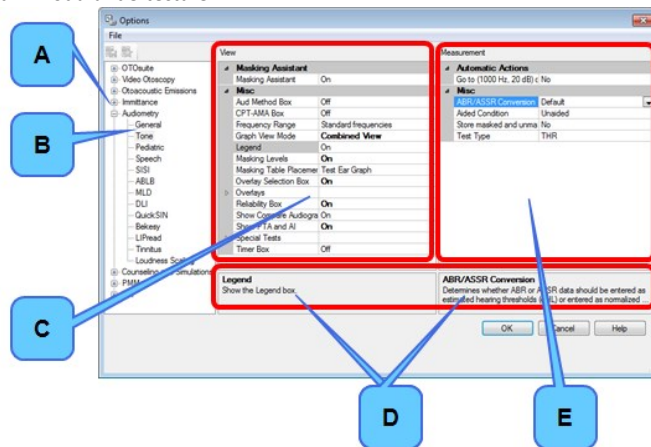 Options
File
OTOsuite
Video Otoscopy
Otoacoustic Emissions
Immittance
Audiometry
General
Tone
Pediatric
Speech
SISI
ABLB
MLD
DLI
QuickSIN
Bekesy
LIPread
Tinnitus
Loudness Scaling
Counseling and Simulations
PMM
View
Masking Assistant
Masking Assistant On
Misc
Aud Method Box Off
CPT-AMA Box Off
Frequency Range Standard frequencies
Graph View Mode Combined View
Legend On
Masking Levels On
Masking Table Placemer Test Ear Graph
Overlay Selection Box On
Overlays
Reliability Box On
Show Compare Audiogra On
Show PTA and AI On
Special Tests
Timer Box Off
Measurement
Automatic Actions
Go to (1000 Hz, 20 dB) c No
Misc
ABR/ASSR Conversion Default
Aided Condition Unaided
Store masked and unma No
Test Type THR
Legend
Show the Legend box
ABR/ASSR Conversion
Determines whether ABR or ASSR data should be entered as
estimated hearing thresholds or entered as normalized ...
OK Cancel Help
A
B
C
D
E